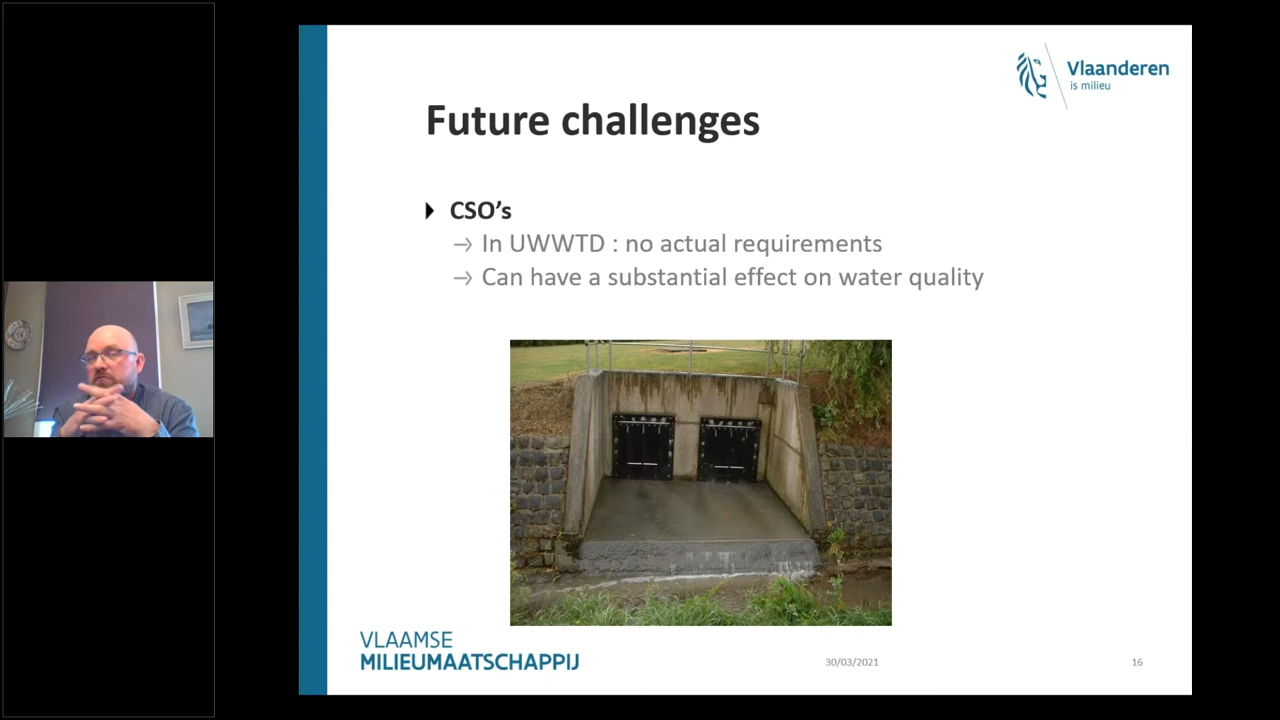 Vlaanderen
is milieu
Future challenges
CSO's
→ In UWWTD : no actual requirements
→ Can have a substantial effect on water quality
VLAAMSE
MILIEUMAATSCHAPPIJ
30/03/2021
16